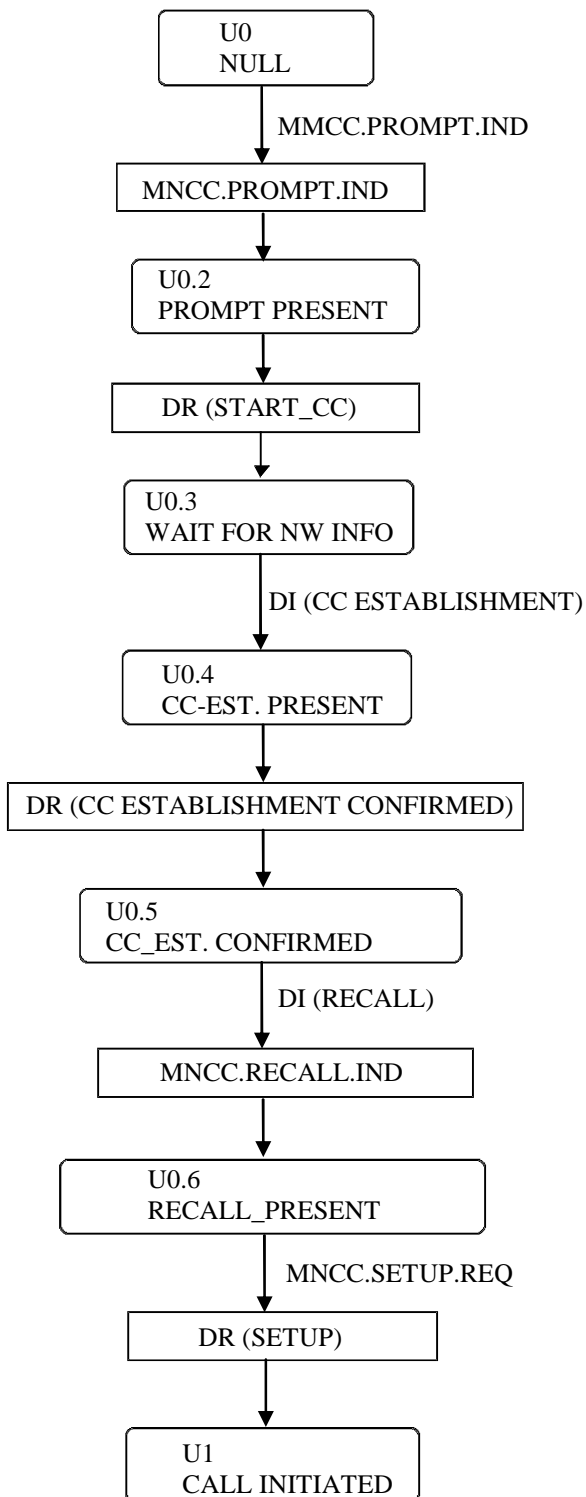 U0
NULL
MMCC.PROMPT.IND
MNCC.PROMPT.IND
U0.2
PROMPT PRESENT
DR (START_CC)
U0.3
WAIT FOR NW INFO
DI (CC ESTABLISHMENT)
U0.4
CC-EST. PRESENT
DR (CC ESTABLISHMENT CONFIRMED)
U0.5
CC_EST. CONFIRMED
DI (RECALL)
MNCC.RECALL.IND
U0.6
RECALL_PRESENT
MNCC.SETUP.REQ
DR (SETUP)
U1
CALL INITIATED